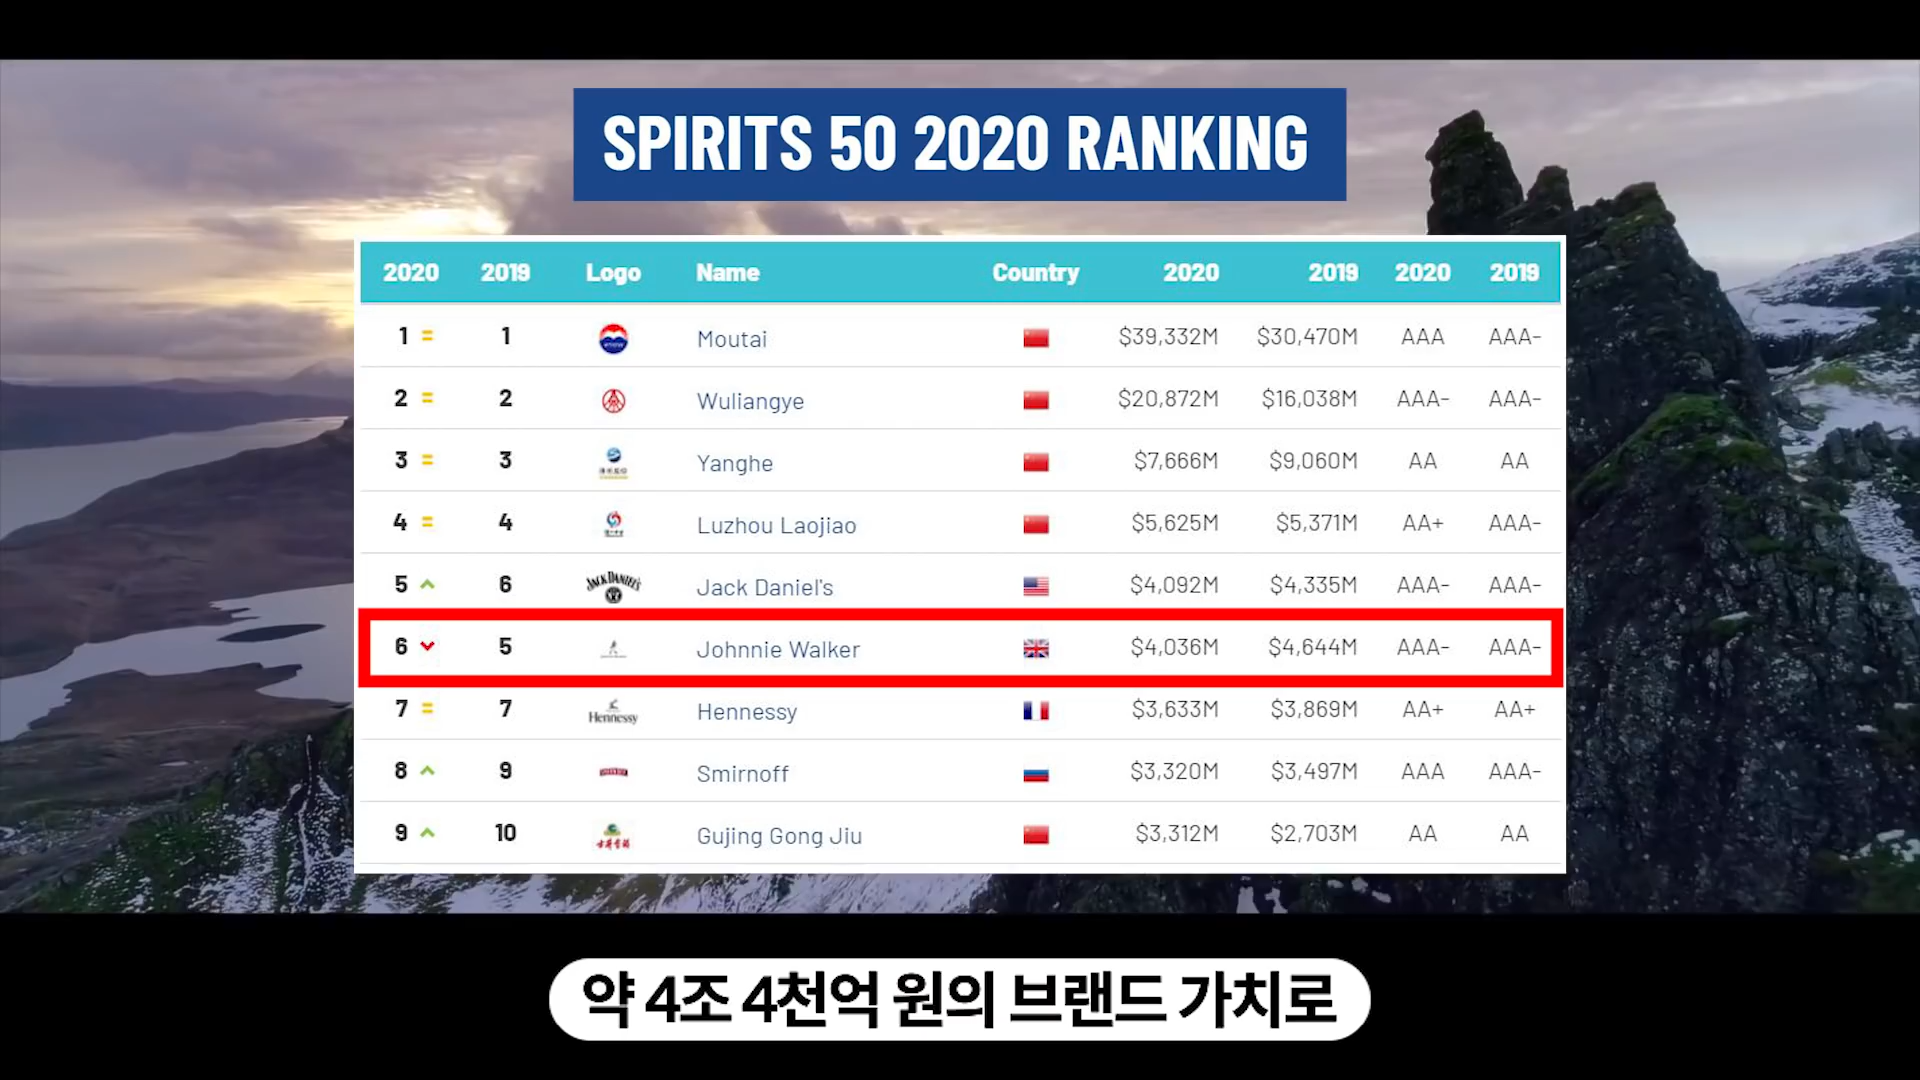 SPIRITS 50 2020 RANKING
2020 2019 Logo Name Country 2020 2019 2020 2019
1 = 1 Moutai $39,332M $30,470M AAA AAA-
2 = 2 Wuliangye $20,872M $16,038M AAA- AAA-
3 = 3 Yanghe $7,666M $9,060M AA AA
4 = 4 Luzhou Laojiao $5,625M $5,371M AA+ AAA-
5 6 JACK DANIEL'S Jack Daniel's $4,092M $4,335M AAA- AAA-
6 5 Johnnie Walker $4,036M $4,644M AAA- AAA-
7 = 7 Hennessy Hennessy $3,633M $3,869M AA+ AA+
8 9 Smirnoff $3,320M $3,497M AAA AAA-
9 10 Gujing Gong Jiu $3,312M $2,703M AA AA
약 4조 4천억 원의 브랜드 가치로